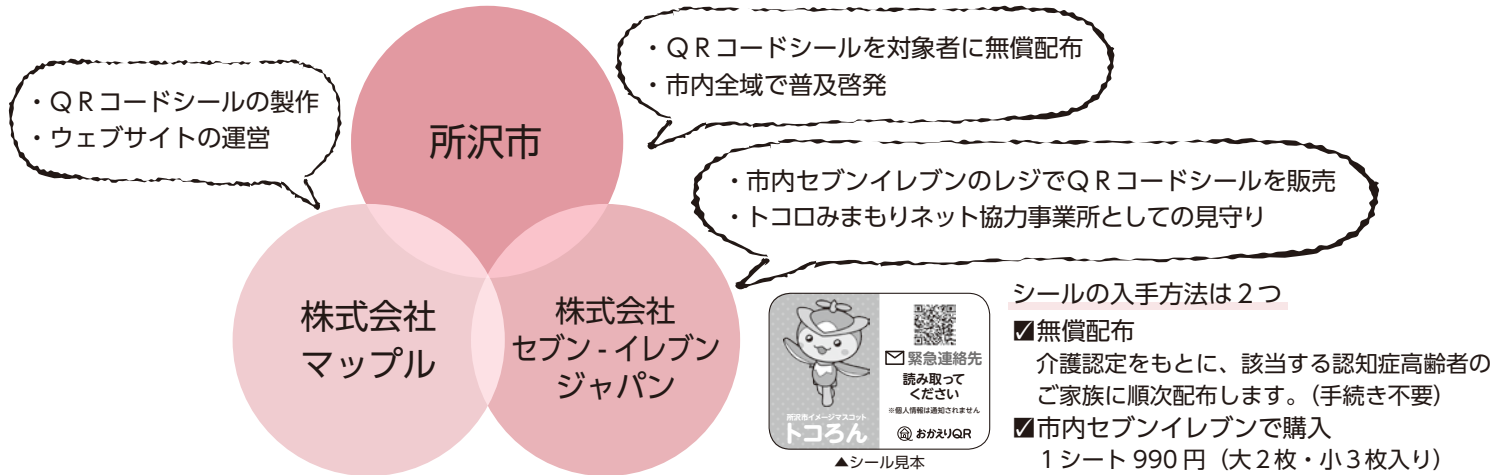 ・ＱＲコードシールの製作
・ウェブサイトの運営
・ＱＲコードシールを対象者に無償配布
・市内全域で普及啓発
所沢市
・市内セブンイレブンのレジでＱＲコードシールを販売
・トコロみまもりネット協力事業所としての見守り
株式会社
マップル
株式会社
セブン‐イレブン
ジャパン
緊急連絡先
読み取って
ください
※個人情報は通知されません
おかえりQR
所沢市イメージマスコット
トコろん
▲シール見本
シールの入手方法は２つ
☑無償配布
介護認定をもとに、該当する認知症高齢者の
ご家族に順次配布します。（手続き不要）
☑市内セブンイレブンで購入
１シート 990 円（大２枚・小３枚入り）